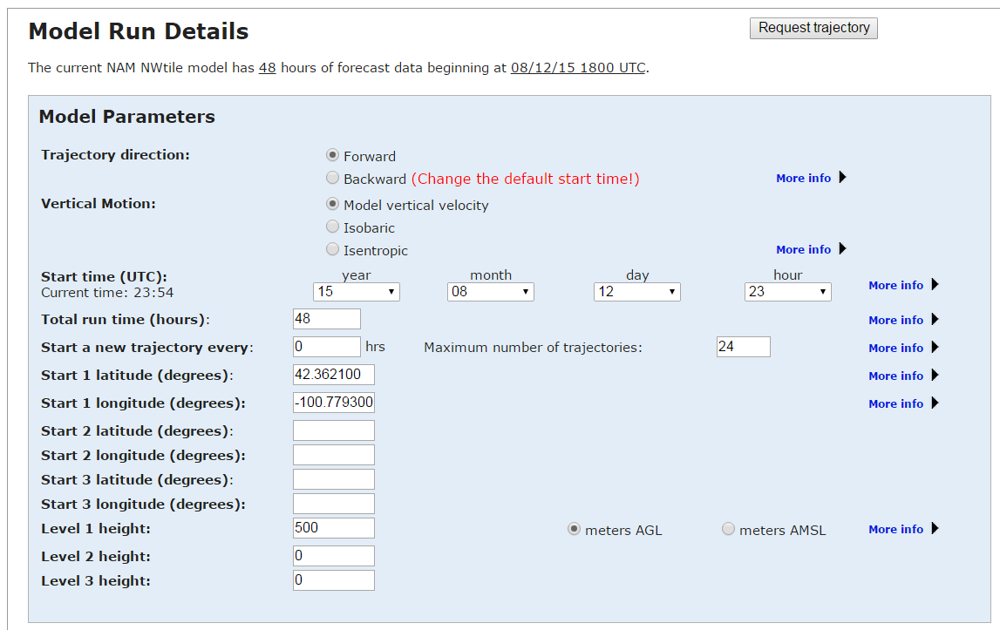 Model Run Details
Request trajectory
The current NAM NWtile model has 48 hours of forecast data beginning at 08/12/15 1800 UTC.
Model Parameters
Trajectory direction:
Forward
Backward (Change the default start time!)
More info
Vertical Motion:
Model vertical velocity
Isobaric
Isentropic
More info
Start time (UTC):
year month day hour
Current time: 23:54
15 08 12 23
More info
Total run time (hours): 48 More info
Start a new trajectory every: 0 hrs Maximum number of trajectories: 24 More info
Start 1 latitude (degrees): 42.362100 More info
Start 1 longitude (degrees): -100.779300 More info
Start 2 latitude (degrees):
Start 2 longitude (degrees):
Start 3 latitude (degrees):
Start 3 longitude (degrees):
Level 1 height: 500 meters AGL meters AMSL More info
Level 2 height: 0
Level 3 height: 0